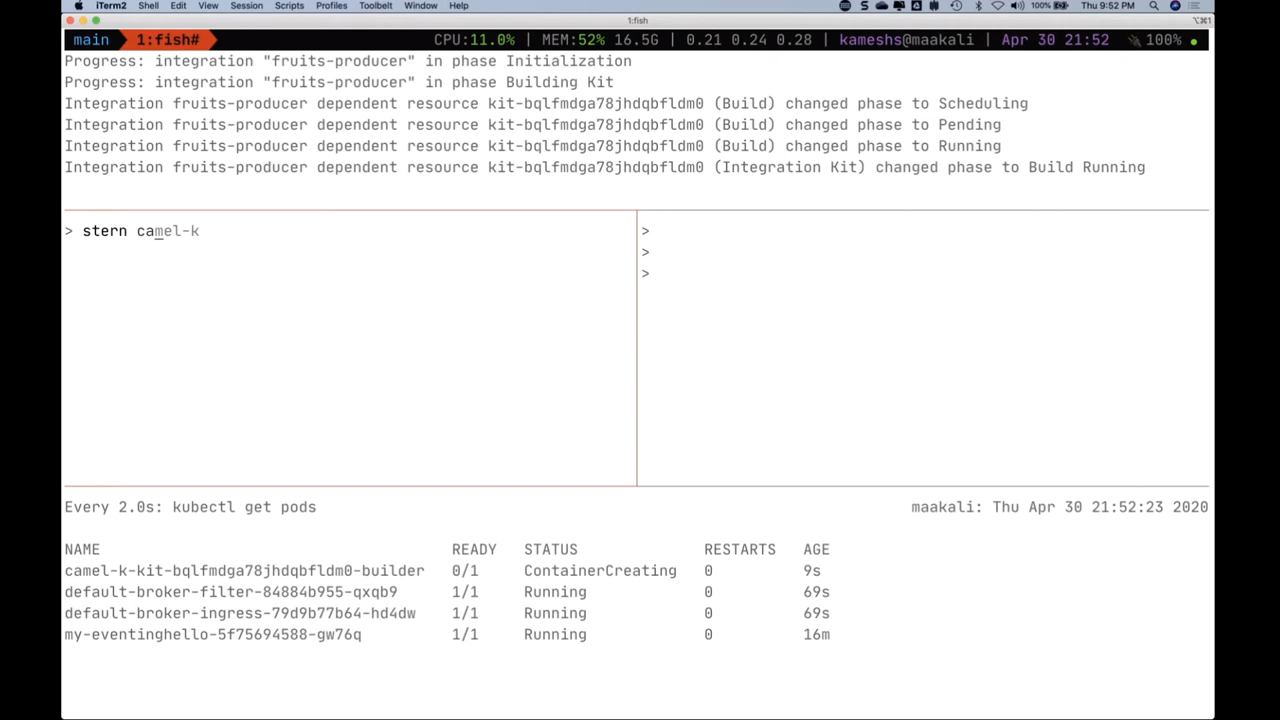 iTerm2 Shell Edit View Session Scripts Profiles Toolbelt Window Help 100% Thu 9:52 PM
1:fish ⌥⌘1
main 1:fish# CPU:11.0% | MEM:52% 16.5G | 0.21 0.24 0.28 | kameshs@maakali | Apr 30 21:52 100% ●
Progress: integration "fruits-producer" in phase Initialization
Progress: integration "fruits-producer" in phase Building Kit
Integration fruits-producer dependent resource kit-bqlfmdga78jhdqbfldm0 (Build) changed phase to Scheduling
Integration fruits-producer dependent resource kit-bqlfmdga78jhdqbfldm0 (Build) changed phase to Pending
Integration fruits-producer dependent resource kit-bqlfmdga78jhdqbfldm0 (Build) changed phase to Running
Integration fruits-producer dependent resource kit-bqlfmdga78jhdqbfldm0 (Integration Kit) changed phase to Build Running
> stern camel-k
>
>
>
Every 2.0s: kubectl get pods maakali: Thu Apr 30 21:52:23 2020
NAME READY STATUS RESTARTS AGE
camel-k-kit-bqlfmdga78jhdqbfldm0-builder 0/1 ContainerCreating 0 9s
default-broker-filter-84884b955-qxqb9 1/1 Running 0 69s
default-broker-ingress-79d9b77b64-hd4dw 1/1 Running 0 69s
my-eventinghello-5f75694588-gw76q 1/1 Running 0 16m